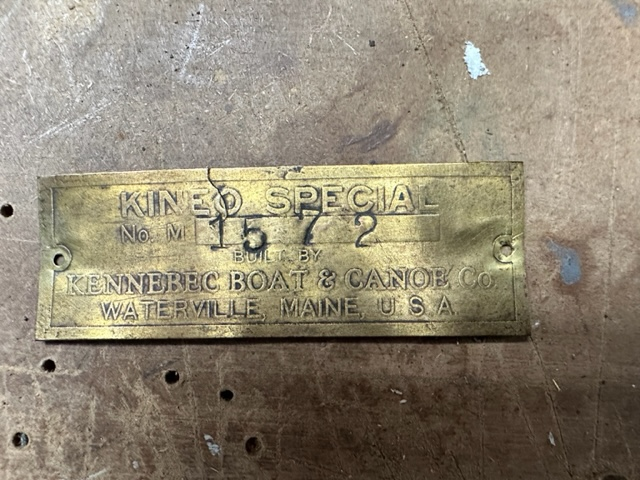 KINEO SPECIAL
No. M 1572
BUILT BY
KENNEBEC BOAT & CANOE Co.
WATERVILLE, MAINE, U S A